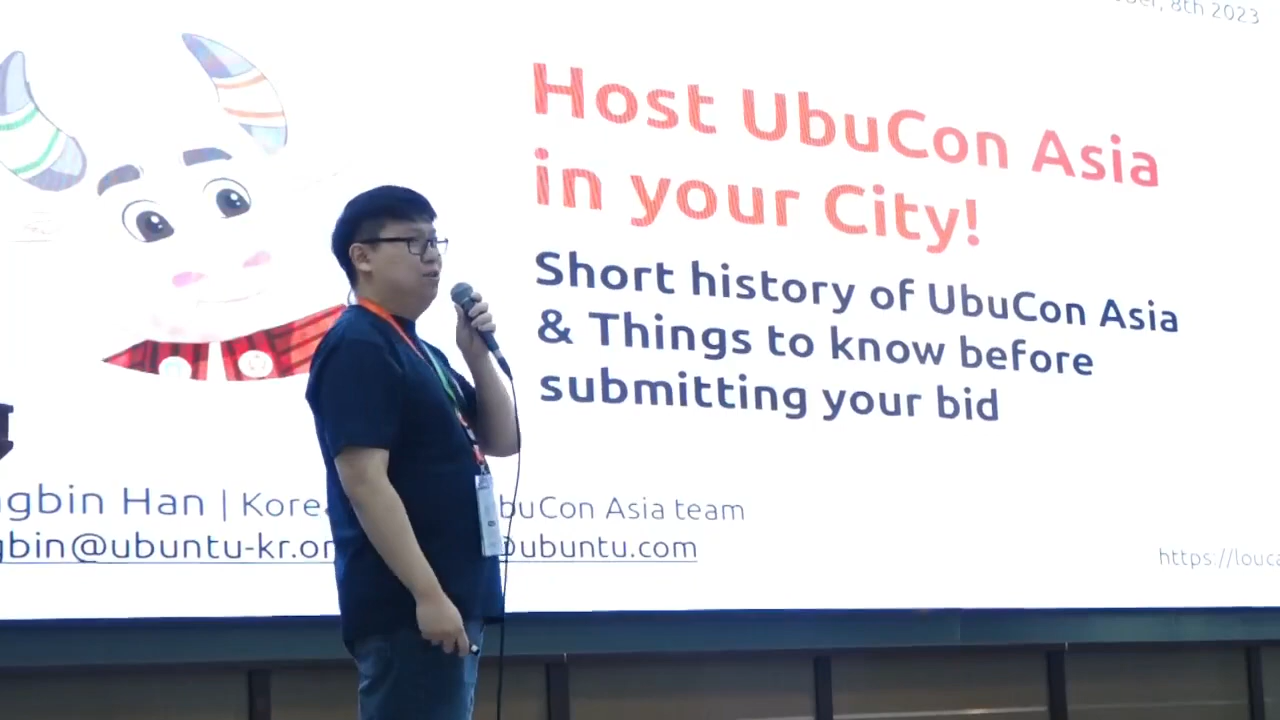 8th 2023
Host UbuCon Asia
in your City!
Short history of UbuCon Asia
& Things to know before
submitting your bid
gbin Han | Kore buCon Asia team
gbin@ubuntu-kr.or @ubuntu.com
https://louca